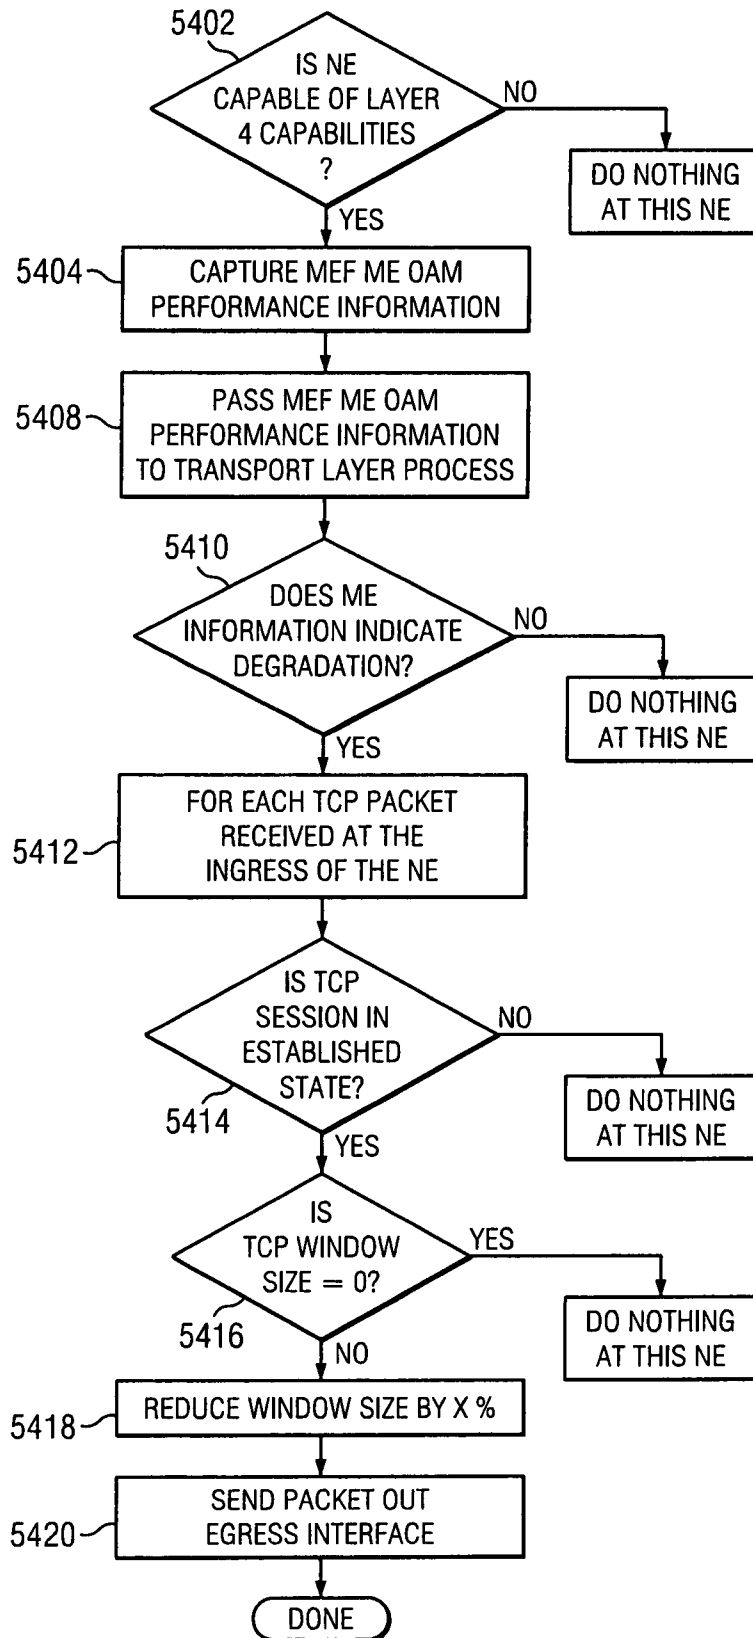 5402
IS NE
CAPABLE OF LAYER
4 CAPABILITIES
?
NO
DO NOTHING
AT THIS NE
YES
5404
CAPTURE MEF ME OAM
PERFORMANCE INFORMATION
5408
PASS MEF ME OAM
PERFORMANCE INFORMATION
TO TRANSPORT LAYER PROCESS
5410
DOES ME
INFORMATION INDICATE
DEGRADATION?
NO
DO NOTHING
AT THIS NE
YES
5412
FOR EACH TCP PACKET
RECEIVED AT THE
INGRESS OF THE NE
IS TCP
SESSION IN
ESTABLISHED
STATE?
5414
NO
DO NOTHING
AT THIS NE
YES
IS
TCP WINDOW
SIZE = 0?
5416
YES
DO NOTHING
AT THIS NE
NO
5418
REDUCE WINDOW SIZE BY X %
5420
SEND PACKET OUT
EGRESS INTERFACE
DONE